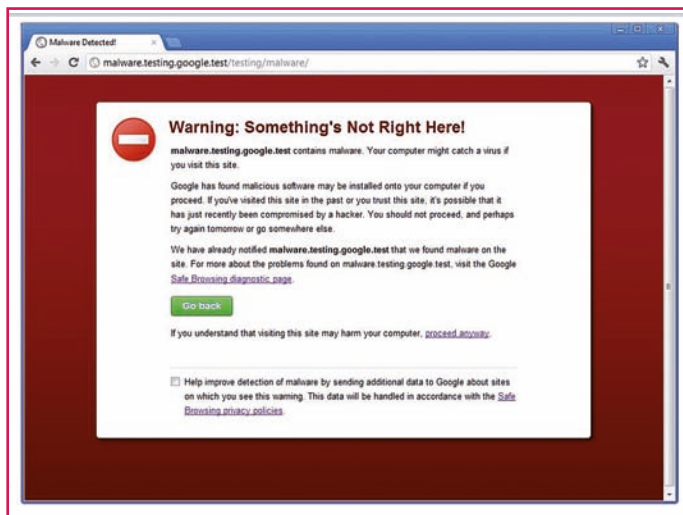 Malware Detected!
malware.testing.google.test/testing/malware/
Warning: Something's Not Right Here!
malware.testing.google.test contains malware. Your computer might catch a virus if
you visit this site.
Google has found malicious software may be installed onto your computer if you
proceed. If you've visited this site in the past or you trust this site, it's possible that it
has just recently been compromised by a hacker. You should not proceed, and perhaps
try again tomorrow or go somewhere else.
We have already notified malware.testing.google.test that we found malware on the
site. For more about the problems found on malware.testing.google.test, visit the Google
Safe Browsing diagnostic page.
Go back
If you understand that visiting this site may harm your computer, proceed anyway.
Help improve detection of malware by sending additional data to Google about sites
on which you see this warning. This data will be handled in accordance with the Safe
Browsing privacy policies.